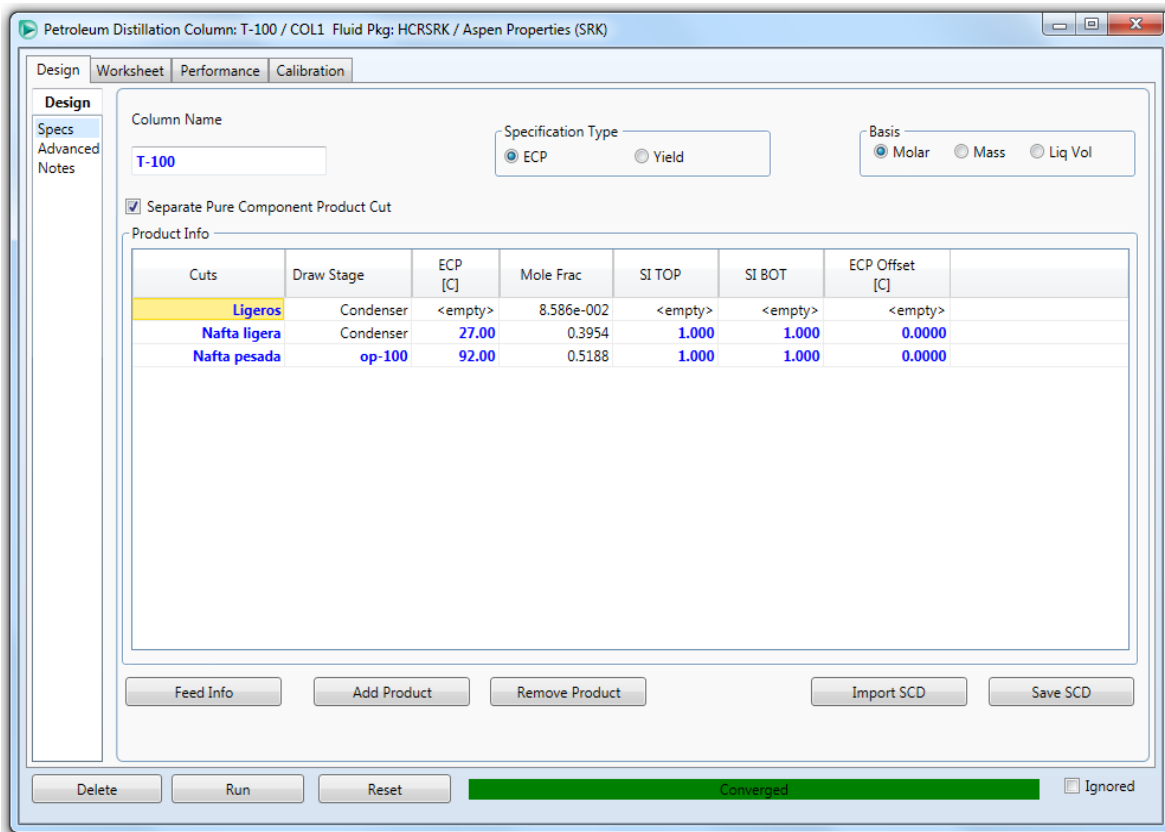 Petroleum Distillation Column: T-100 / COL1 Fluid Pkg: HCRSRK / Aspen Properties (SRK)
Design Worksheet Performance Calibration
Design
Specs
Advanced
Notes
Column Name
T-100
Specification Type
ECP Yield
Basis
Molar Mass Liq Vol
Separate Pure Component Product Cut
Product Info
Cuts Draw Stage ECP [C] Mole Frac SI TOP SI BOT ECP Offset [C]
Ligeros Condenser <empty> 8.586e-002 <empty> <empty> <empty>
Nafta ligera Condenser 27.00 0.3954 1.000 1.000 0.0000
Nafta pesada op-100 92.00 0.5188 1.000 1.000 0.0000
Feed Info Add Product Remove Product Import SCD Save SCD
Delete Run Reset Converged Ignored